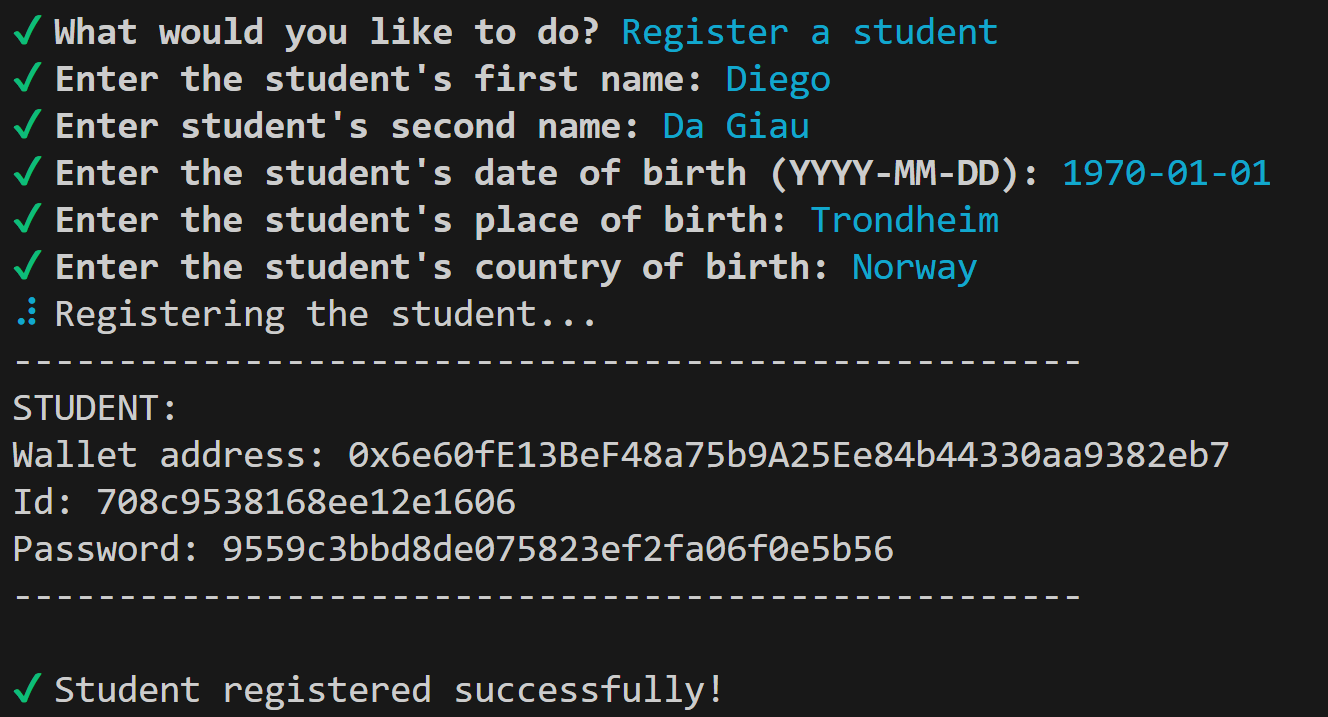 ✔ What would you like to do? Register a student
✔ Enter the student's first name: Diego
✔ Enter student's second name: Da Giau
✔ Enter the student's date of birth (YYYY-MM-DD): 1970-01-01
✔ Enter the student's place of birth: Trondheim
✔ Enter the student's country of birth: Norway
⠼ Registering the student...
---------------------------------------------------
STUDENT:
Wallet address: 0x6e60fE13BeF48a75b9A25Ee84b44330aa9382eb7
Id: 708c9538168ee12e1606
Password: 9559c3bbd8de075823ef2fa06f0e5b56
---------------------------------------------------
✔ Student registered successfully!